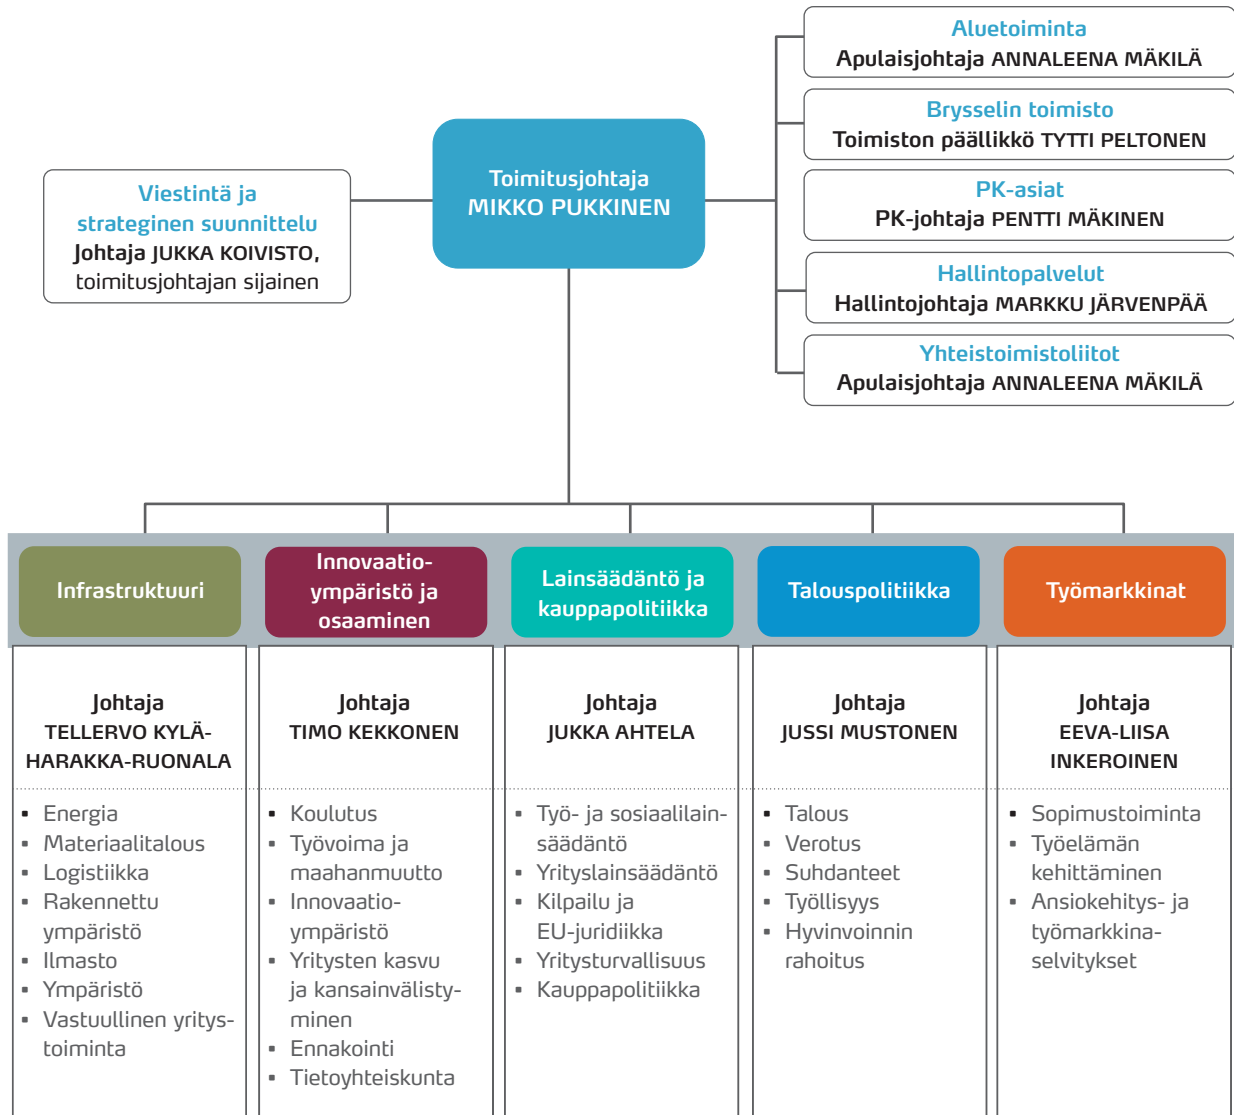 Aluetoiminta
Apulaisjohtaja ANNALEENA MÄKILÄ
Brysselin toimisto
Toimiston päällikkö TYTTI PELTONEN
PK-asiat
PK-johtaja PENTTI MÄKINEN
Hallintopalvelut
Hallintojohtaja MARKKU JÄRVENPÄÄ
Yhteistoimistoliitot
Apulaisjohtaja ANNALEENA MÄKILÄ
Toimitusjohtaja
MIKKO PUKKINEN
Viestintä ja
strateginen suunnittelu
Johtaja JUKKA KOIVISTO,
toimitusjohtajan sijainen
Infrastruktuuri
Johtaja
TELLERVO KYLÄ-
HARAKKA-RUONALA
▪ Energia
▪ Materiaalitalous
▪ Logistiikka
▪ Rakennettu
ympäristö
▪ Ilmasto
▪ Ympäristö
▪ Vastuullinen yritys-
toiminta
Innovaatio-
ympäristö ja
osaaminen
Johtaja
TIMO KEKKONEN
▪ Koulutus
▪ Työvoima ja
maahanmuutto
▪ Innovaatio-
ympäristö
▪ Yritysten kasvu
ja kansainvälisty-
minen
▪ Ennakointi
▪ Tietoyhteiskunta
Lainsäädäntö ja
kauppapolitiikka
Johtaja
JUKKA AHTELA
▪ Työ- ja sosiaalilain-
säädäntö
▪ Yrityslainsäädäntö
▪ Kilpailu ja
EU-juridiikka
▪ Yritysturvallisuus
▪ Kauppapolitiikka
Talouspolitiikka
Johtaja
JUSSI MUSTONEN
▪ Talous
▪ Verotus
▪ Suhdanteet
▪ Työllisyys
▪ Hyvinvoinnin
rahoitus
Työmarkkinat
Johtaja
EEVA-LIISA
INKEROINEN
▪ Sopimustoiminta
▪ Työelämän
kehittäminen
▪ Ansiokehitys- ja
työmarkkina-
selvitykset